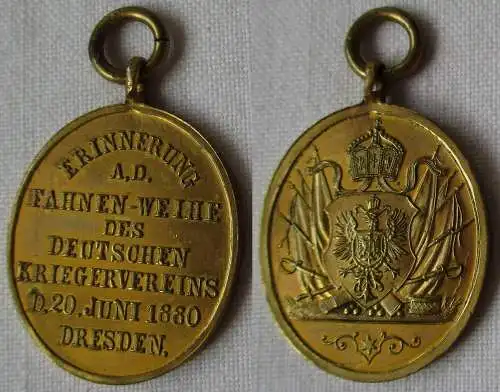 ERINNERUNG
A.D.
FAHNEN-WEIHE
DES
DEUTSCHEN
KRIEGERVEREINS
D. 20. JUNI 1880
DRESDEN.